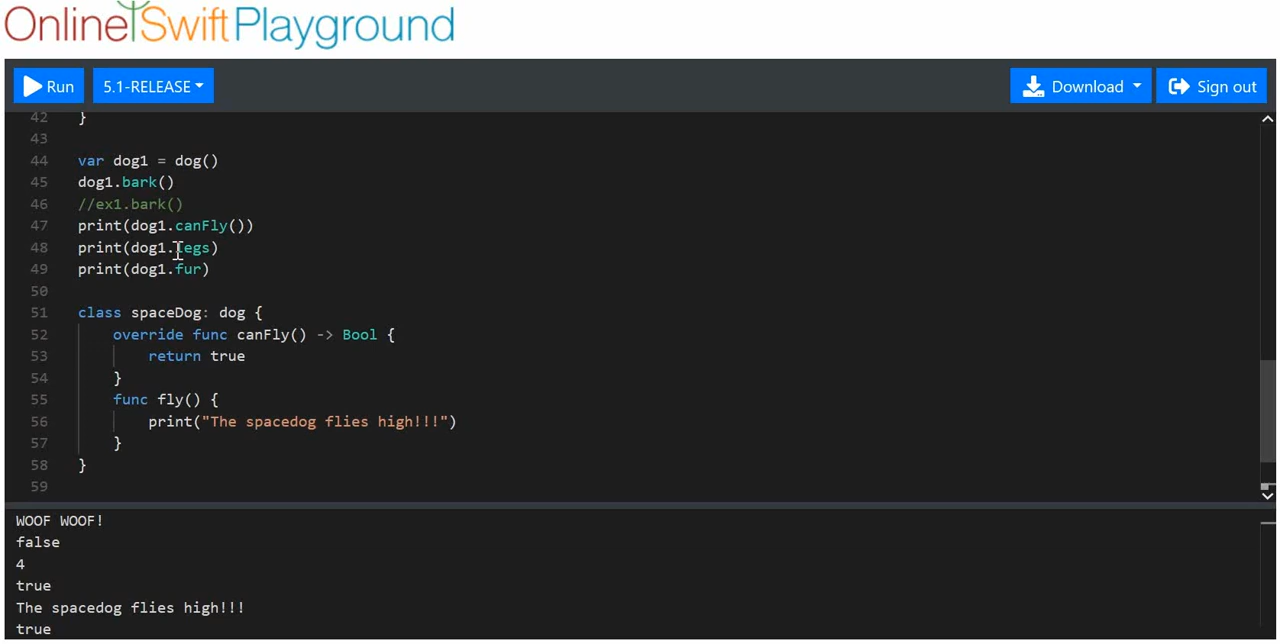 OnlineSwiftPlayground
Run 5.1-RELEASE Download Sign out
42 }
43
44 var dog1 = dog()
45 dog1.bark()
46 //ex1.bark()
47 print(dog1.canFly())
48 print(dog1.legs)
49 print(dog1.fur)
50
51 class spaceDog: dog {
52 override func canFly() -> Bool {
53 return true
54 }
55 func fly() {
56 print("The spacedog flies high!!!")
57 }
58 }
59
WOOF WOOF!
false
4
true
The spacedog flies high!!!
true